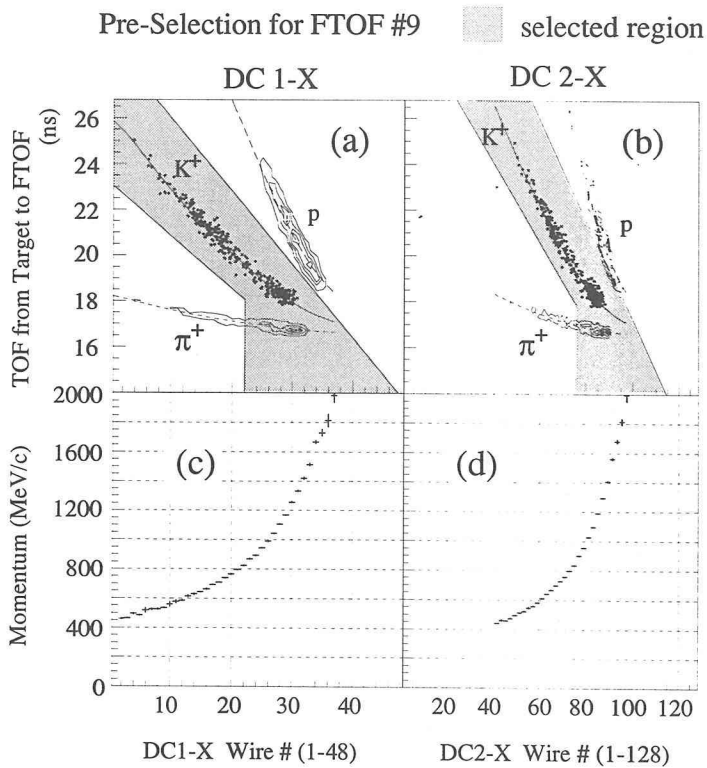 Pre-Selection for FTOF #9
selected region
DC 1-X
DC 2-X
TOF from Target to FTOF
(ns)
26
24
22
20
18
16
(a)
K+
p
π+
(b)
K+
p
π+
Momentum (MeV/c)
2000
1600
1200
800
400
0
(c)
(d)
10 20 30 40
20 40 60 80 100 120
DC1-X Wire # (1-48)
DC2-X Wire # (1-128)